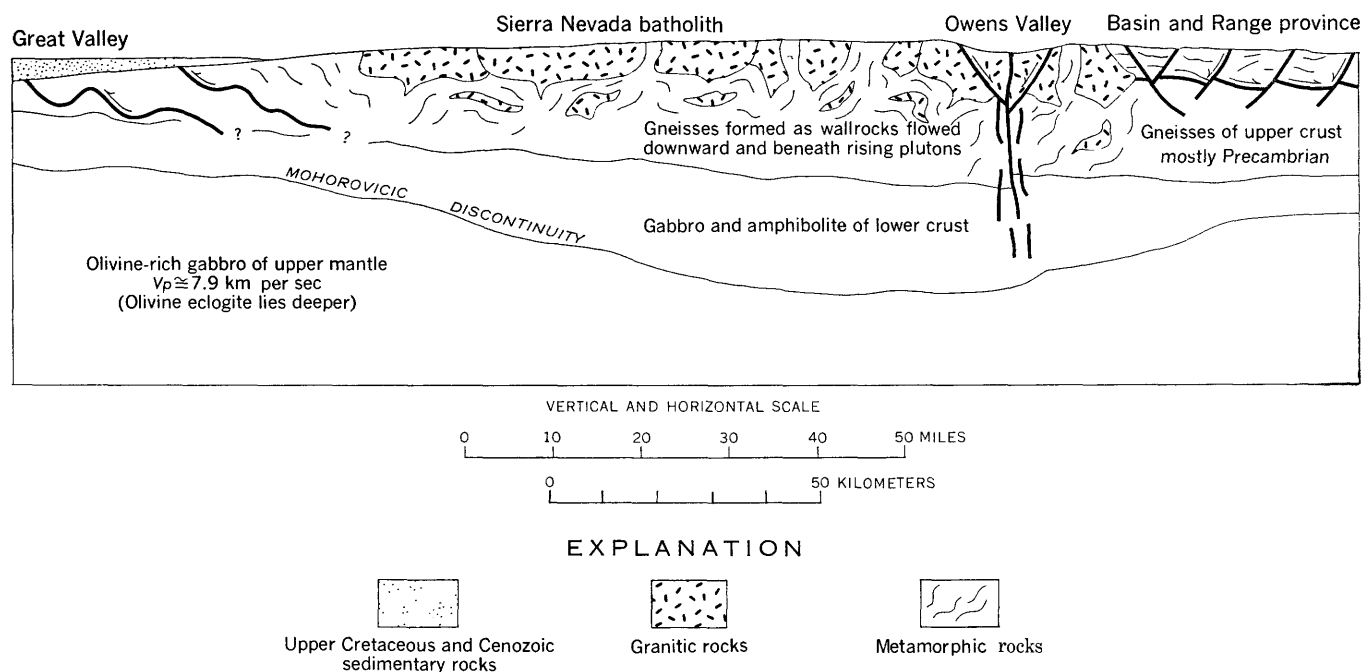 Great Valley
Sierra Nevada batholith
Owens Valley
Basin and Range province
?
?
Gneisses formed as wallrocks flowed
downward and beneath rising plutons
Gneisses of upper crust
mostly Precambrian
MOHOROVICIC
DISCONTINUITY
Gabbro and amphibolite of lower crust
Olivine-rich gabbro of upper mantle
Vp≅7.9 km per sec
(Olivine eclogite lies deeper)
VERTICAL AND HORIZONTAL SCALE
0 10 20 30 40 50 MILES
0 50 KILOMETERS
EXPLANATION
Upper Cretaceous and Cenozoic
sedimentary rocks
Granitic rocks
Metamorphic rocks